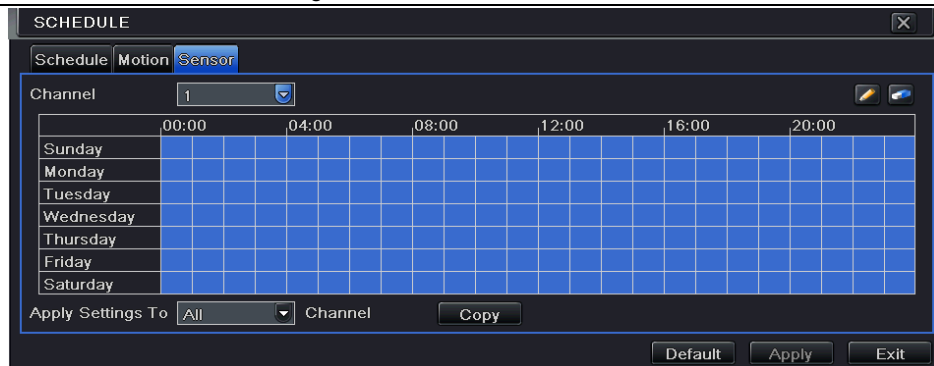 SCHEDULE
Schedule Motion Sensor
Channel 1
00:00 04:00 08:00 12:00 16:00 20:00
Sunday
Monday
Tuesday
Wednesday
Thursday
Friday
Saturday
Apply Settings To All Channel Copy
Default Apply Exit